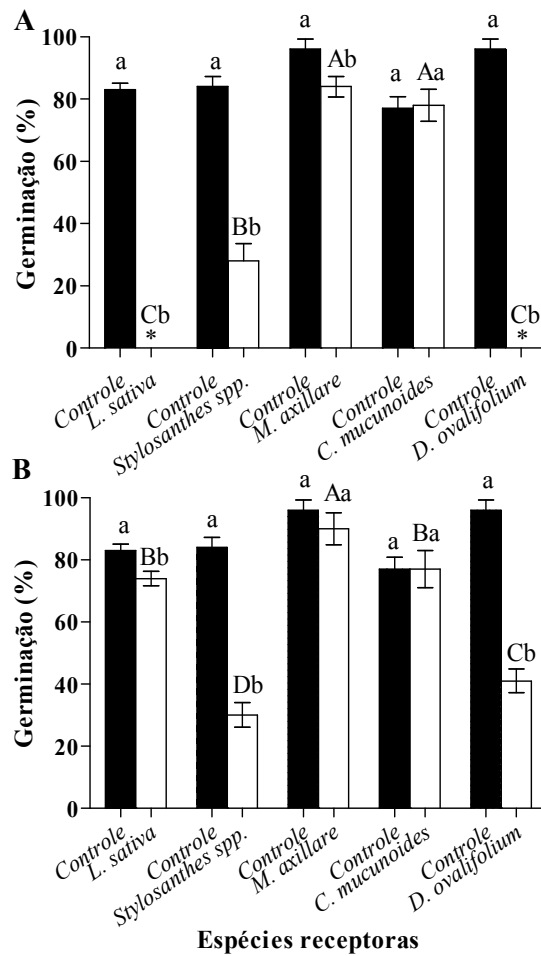 A
100
80
60
40
20
0
Germinação (%)
a
Cb
*
a
Bb
a
Ab
a
Aa
a
Cb
*
Controle
L. sativa
Controle
Stylosanthes spp.
Controle
M. axillare
Controle
C. mucunoides
Controle
D. ovalifolium
B
100
80
60
40
20
0
Germinação (%)
a
Bb
a
Db
a
Aa
a
Ba
a
Cb
Controle
L. sativa
Controle
Stylosanthes spp.
Controle
M. axillare
Controle
C. mucunoides
Controle
D. ovalifolium
Espécies receptoras